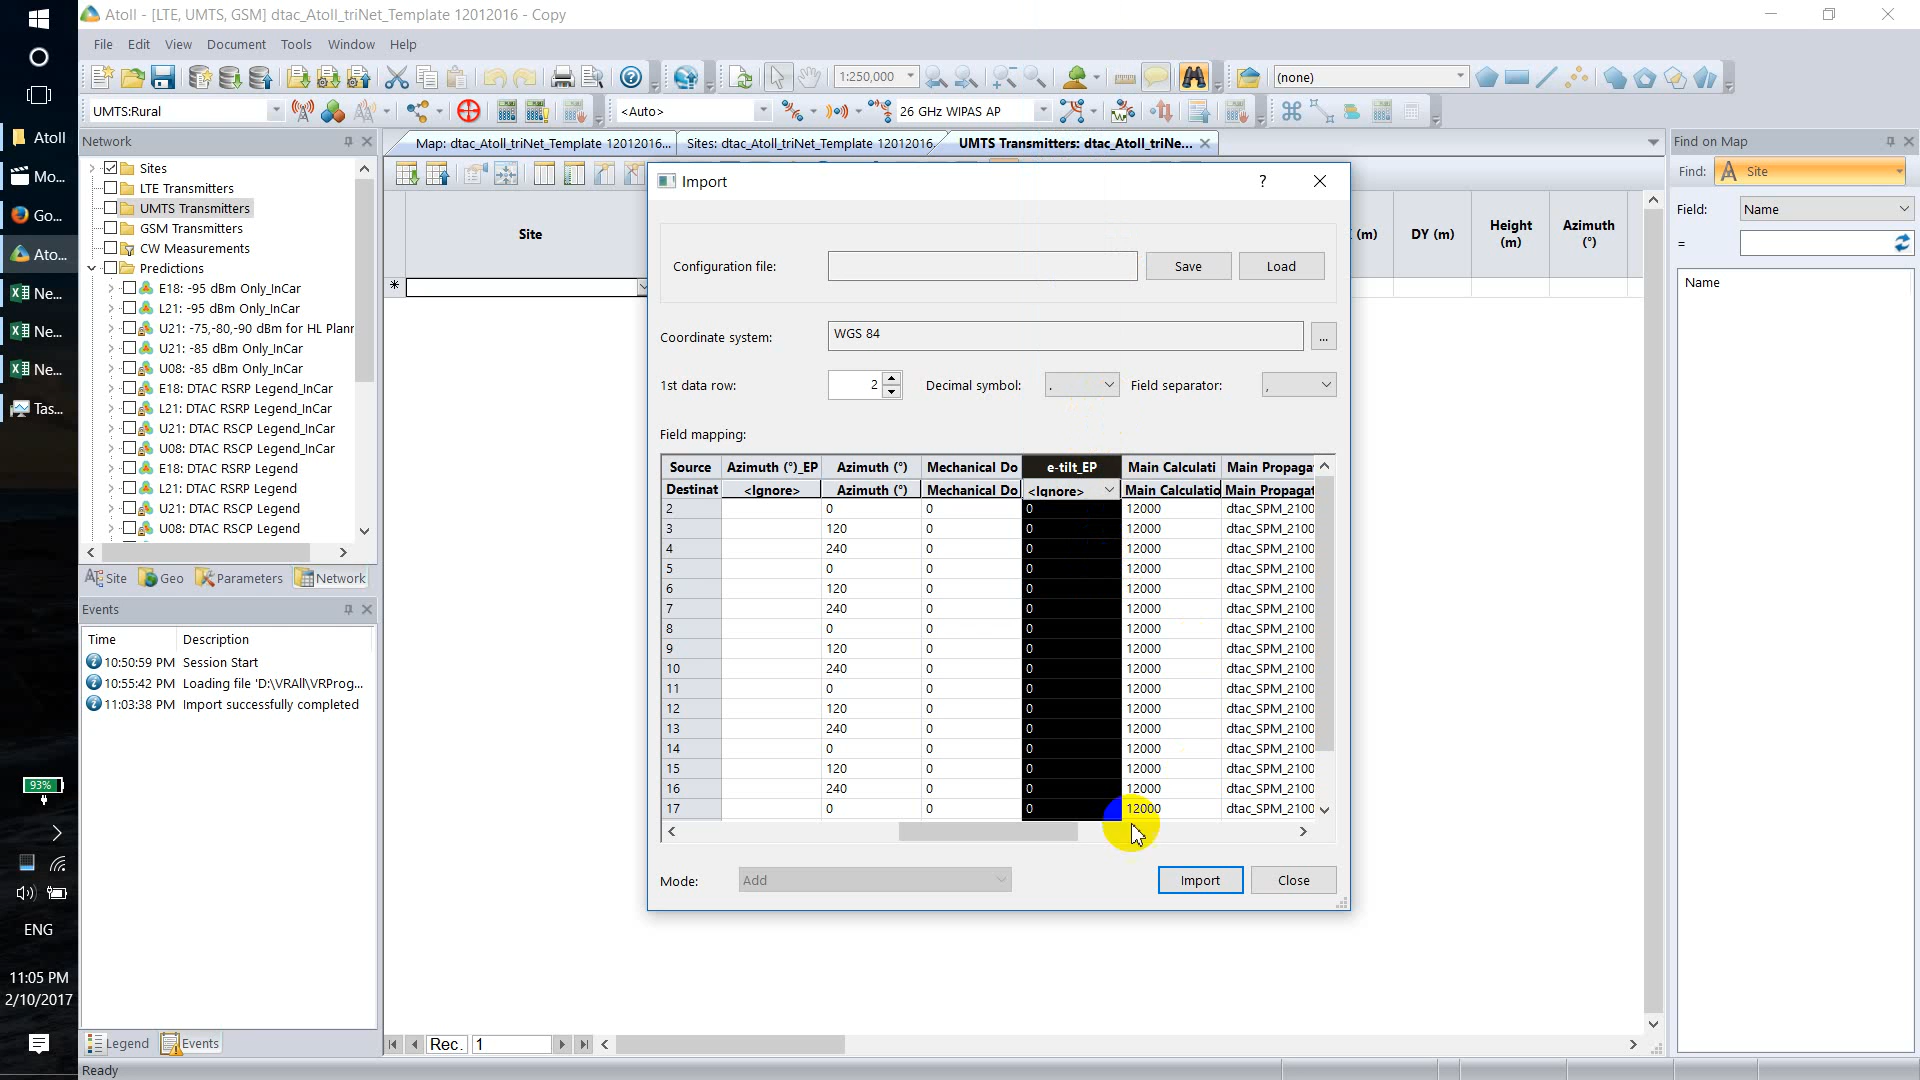 Atoll - [LTE, UMTS, GSM] dtac_Atoll_triNet_Template 12012016 - Copy
File Edit View Document Tools Window Help
1:250,000
(none)
UMTS:Rural
<Auto>
26 GHz WIPAS AP
Atoll
Mo...
Go...
Ato...
Ne...
Ne...
Ne...
Tas...
93%
ENG
11:05 PM
2/10/2017
Network
Sites
LTE Transmitters
UMTS Transmitters
GSM Transmitters
CW Measurements
Predictions
E18: -95 dBm Only_InCar
L21: -95 dBm Only_InCar
U21: -75,-80,-90 dBm for HL Plann
U21: -85 dBm Only_InCar
U08: -85 dBm Only_InCar
E18: DTAC RSRP Legend_InCar
L21: DTAC RSRP Legend_InCar
U21: DTAC RSCP Legend_InCar
U08: DTAC RSCP Legend_InCar
E18: DTAC RSRP Legend
L21: DTAC RSRP Legend
U21: DTAC RSCP Legend
U08: DTAC RSCP Legend
Site Geo Parameters Network
Events
Time Description
10:50:59 PM Session Start
10:55:42 PM Loading file 'D:\VRAll\VRProg...
11:03:38 PM Import successfully completed
Legend Events
Ready
Map: dtac_Atoll_triNet_Template 12012016... Sites: dtac_Atoll_triNet_Template 12012016. UMTS Transmitters: dtac_Atoll_triNe...
Site (m) DY (m) Height (m) Azimuth (°)
*
Import
?
Configuration file: Save Load
Coordinate system: WGS 84 ...
1st data row: 2 Decimal symbol: . Field separator: ,
Field mapping:
Source Azimuth (°)_EP Azimuth (°) Mechanical Do e-tilt_EP Main Calculati Main Propaga
Destinat <Ignore> Azimuth (°) Mechanical Do <Ignore> Main Calculatio Main Propagat
2 0 0 0 12000 dtac_SPM_2100
3 120 0 0 12000 dtac_SPM_2100
4 240 0 0 12000 dtac_SPM_2100
5 0 0 0 12000 dtac_SPM_2100
6 120 0 0 12000 dtac_SPM_2100
7 240 0 0 12000 dtac_SPM_2100
8 0 0 0 12000 dtac_SPM_2100
9 120 0 0 12000 dtac_SPM_2100
10 240 0 0 12000 dtac_SPM_2100
11 0 0 0 12000 dtac_SPM_2100
12 120 0 0 12000 dtac_SPM_2100
13 240 0 0 12000 dtac_SPM_2100
14 0 0 0 12000 dtac_SPM_2100
15 120 0 0 12000 dtac_SPM_2100
16 240 0 0 12000 dtac_SPM_2100
17 0 0 0 12000 dtac_SPM_2100
Mode: Add Import Close
Rec. 1
Find on Map
Find: Site
Field: Name
=
Name